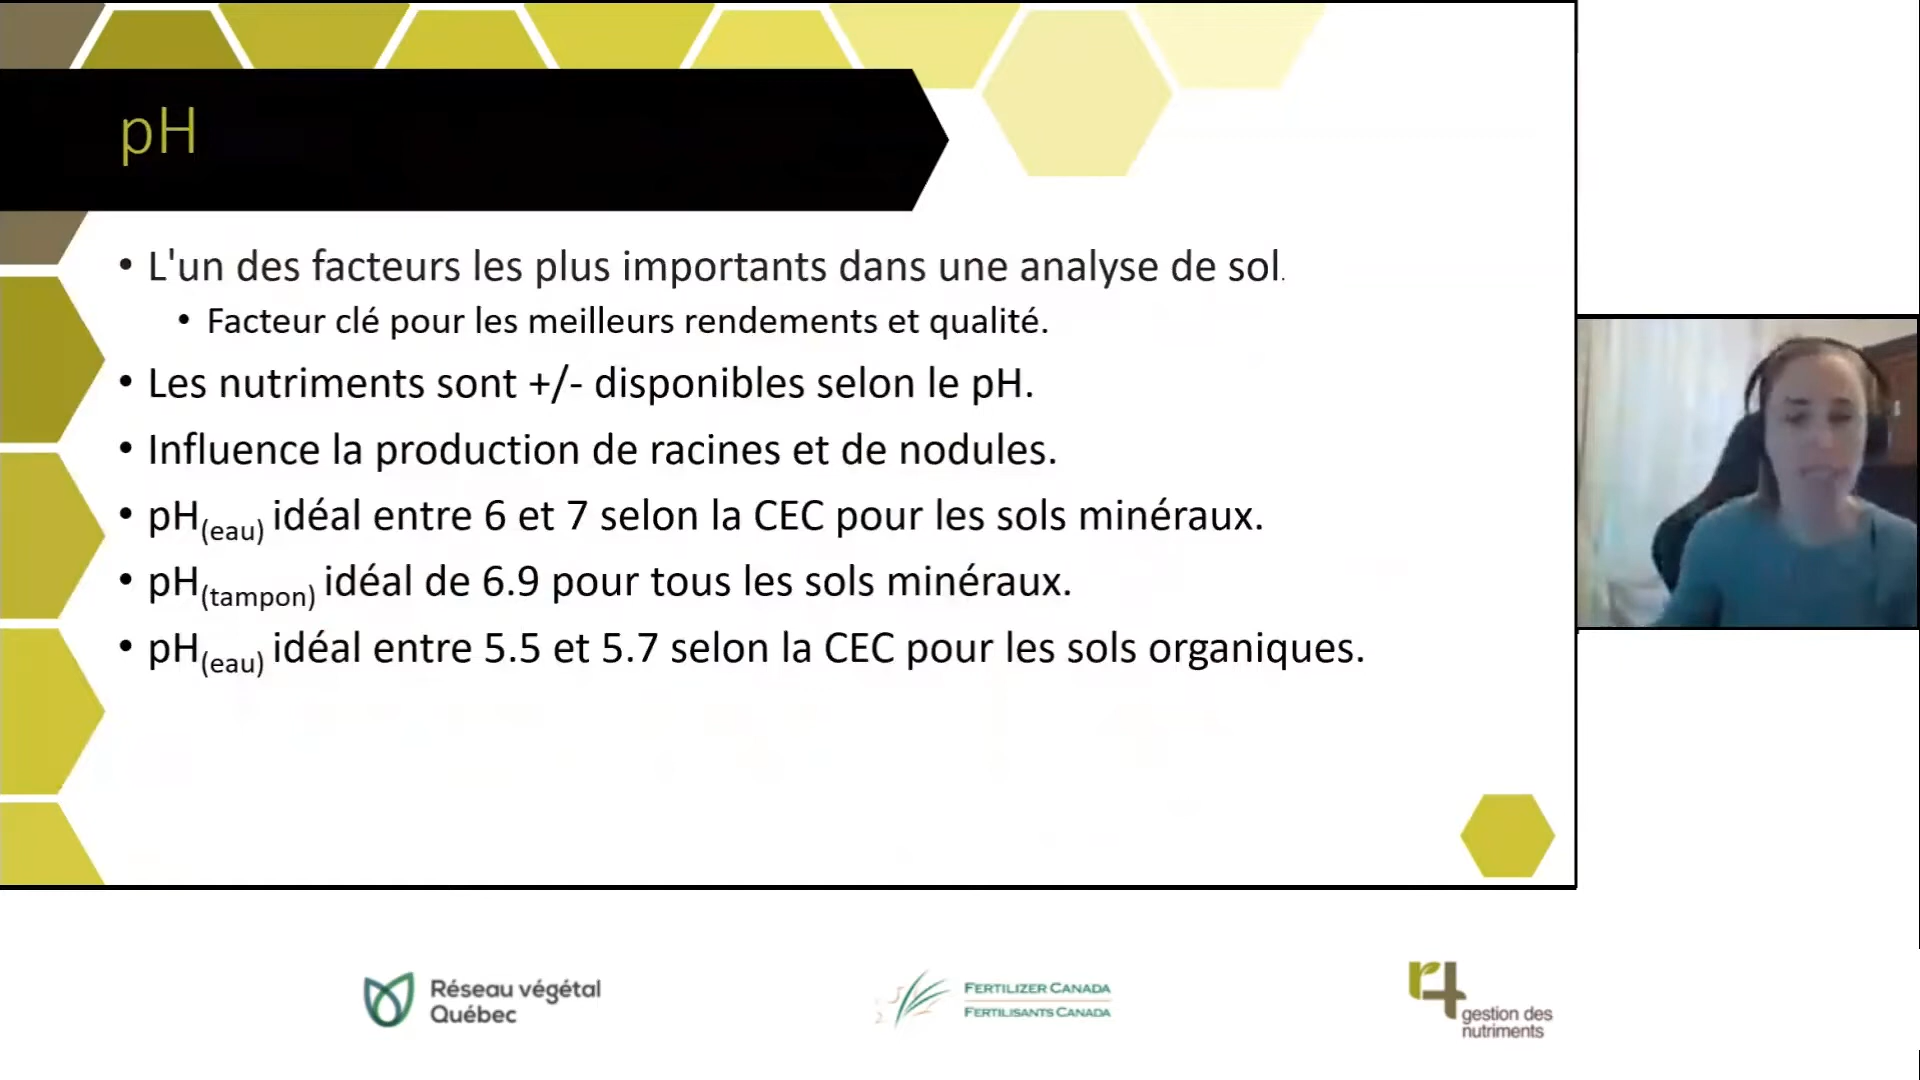 pH
• L'un des facteurs les plus importants dans une analyse de sol.
• Facteur clé pour les meilleurs rendements et qualité.
• Les nutriments sont +/- disponibles selon le pH.
• Influence la production de racines et de nodules.
• pH(eau) idéal entre 6 et 7 selon la CEC pour les sols minéraux.
• pH(tampon) idéal de 6.9 pour tous les sols minéraux.
• pH(eau) idéal entre 5.5 et 5.7 selon la CEC pour les sols organiques.
Réseau végétal
Québec
FERTILIZER CANADA
FERTILISANTS CANADA
r4
gestion des
nutriments